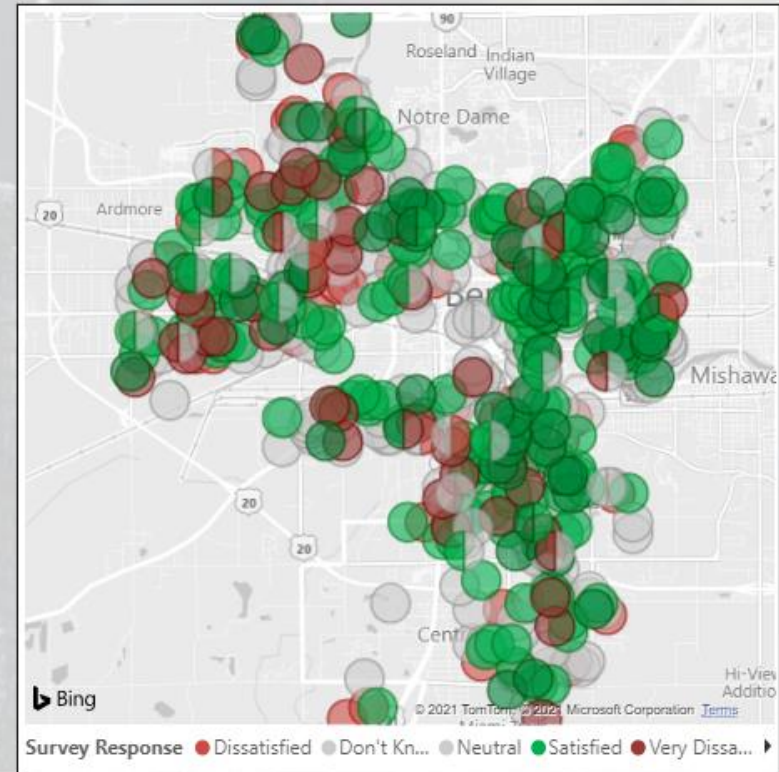 90
Roseland Indian
Village
Notre Dame
20
Ardmore
Mishawa
20
20
Hi-View
Additio
Bing
© 2021 TomTom, © 2021 Microsoft Corporation Terms
Survey Response Dissatisfied Don't Kn... Neutral Satisfied Very Dissa...